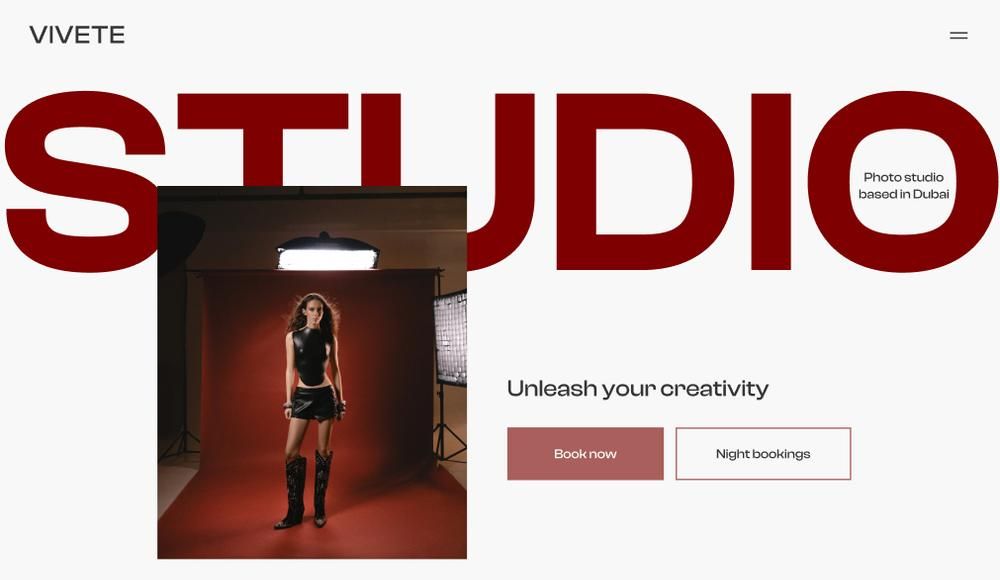 VIVETE
STUDIO
Photo studio
based in Dubai
Unleash your creativity
Book now
Night bookings